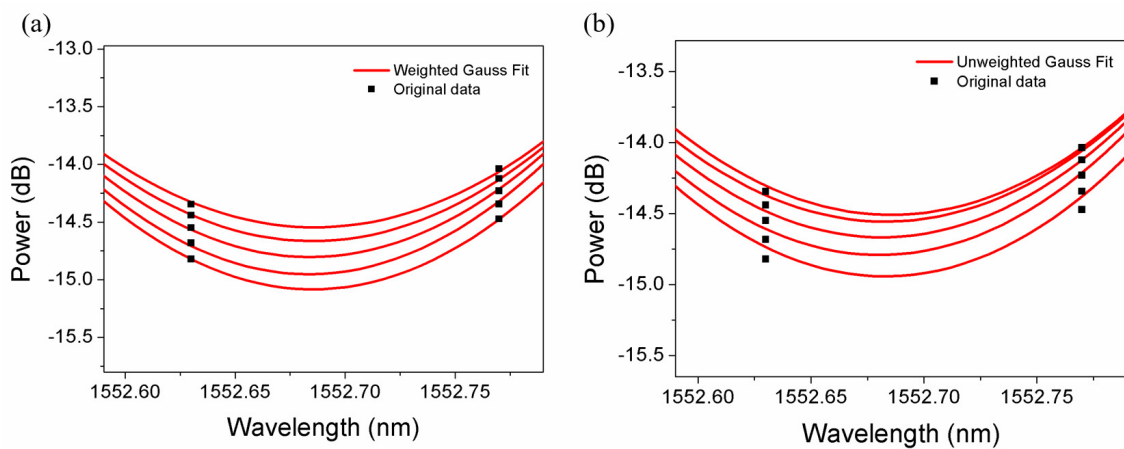 (a)
-13.0
-13.5
-14.0
-14.5
-15.0
-15.5
Power (dB)
Weighted Gauss Fit
Original data
1552.60 1552.65 1552.70 1552.75
Wavelength (nm)
(b)
-13.5
-14.0
-14.5
-15.0
-15.5
Power (dB)
Unweighted Gauss Fit
Original data
1552.60 1552.65 1552.70 1552.75
Wavelength (nm)